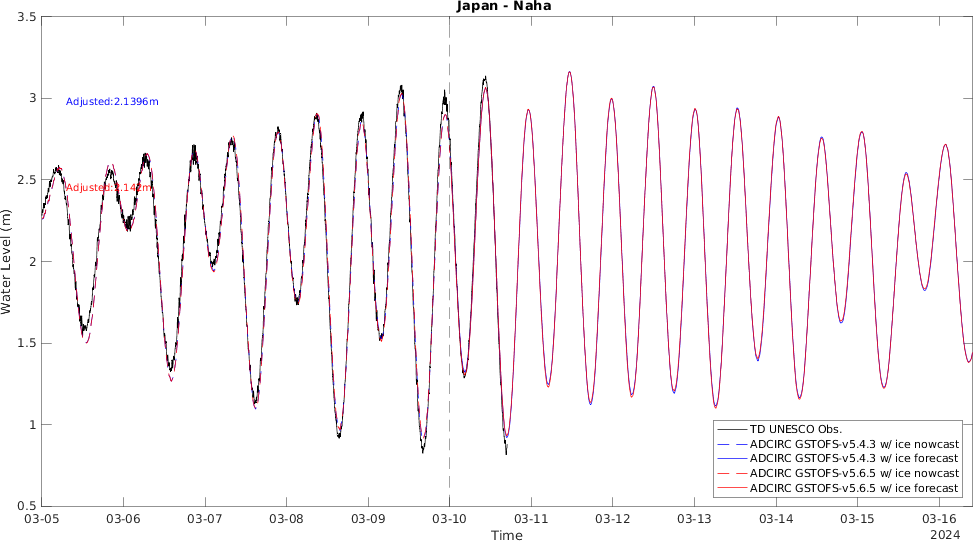 Japan - Naha
3.5
3
2.5
2
1.5
1
0.5
Water Level (m)
Adjusted:2.1396m
Adjusted:2.142m
TD UNESCO Obs.
ADCIRC GSTOFS-v5.4.3 w/ ice nowcast
ADCIRC GSTOFS-v5.4.3 w/ ice forecast
ADCIRC GSTOFS-v5.6.5 w/ ice nowcast
ADCIRC GSTOFS-v5.6.5 w/ ice forecast
03-05 03-06 03-07 03-08 03-09 03-10 03-11 03-12 03-13 03-14 03-15 03-16
Time
2024